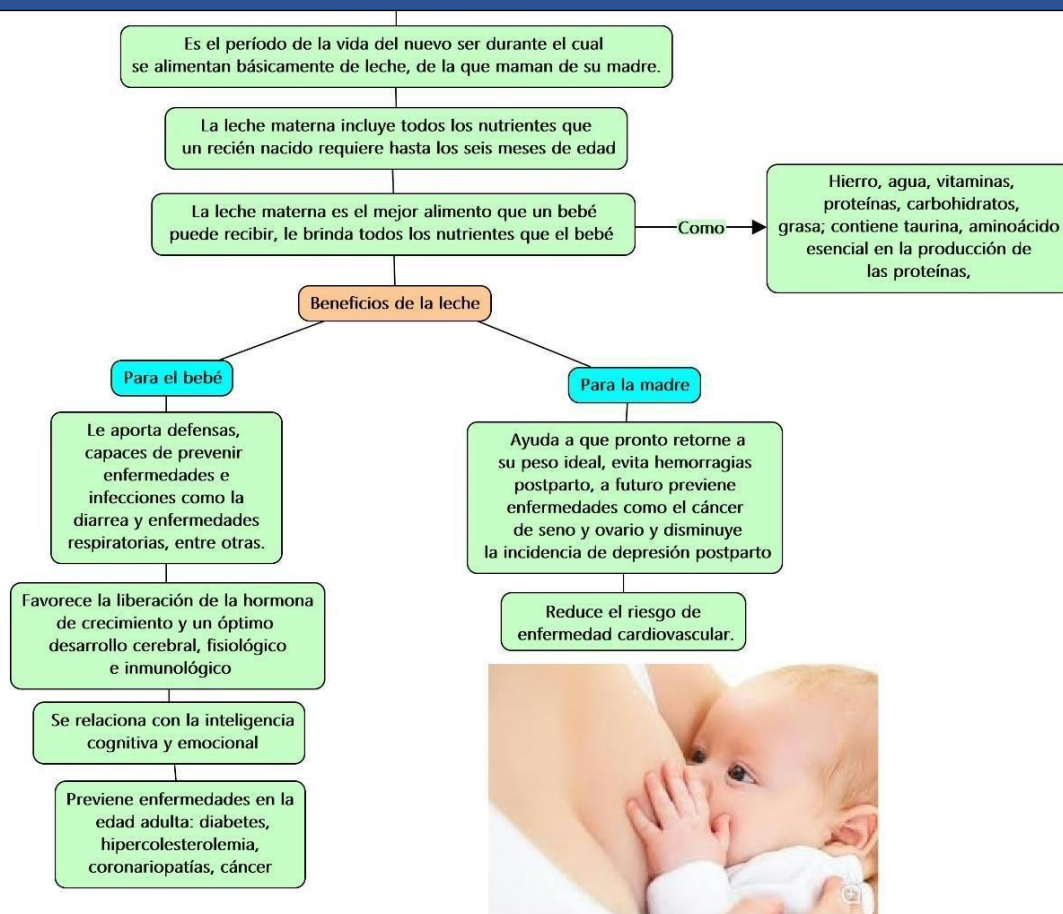 Es el período de la vida del nuevo ser durante el cual
se alimentan básicamente de leche, de la que maman de su madre.
La leche materna incluye todos los nutrientes que
un recién nacido requiere hasta los seis meses de edad
La leche materna es el mejor alimento que un bebé
puede recibir, le brinda todos los nutrientes que el bebé
Como
Hierro, agua, vitaminas,
proteínas, carbohidratos,
grasa; contiene taurina, aminoácido
esencial en la producción de
las proteínas,
Beneficios de la leche
Para el bebé
Le aporta defensas,
capaces de prevenir
enfermedades e
infecciones como la
diarrea y enfermedades
respiratorias, entre otras.
Favorece la liberación de la hormona
de crecimiento y un óptimo
desarrollo cerebral, fisiológico
e inmunológico
Se relaciona con la inteligencia
cognitiva y emocional
Previene enfermedades en la
edad adulta: diabetes,
hipercolesterolemia,
coronariopatías, cáncer
Para la madre
Ayuda a que pronto retorne a
su peso ideal, evita hemorragias
postparto, a futuro previene
enfermedades como el cáncer
de seno y ovario y disminuye
la incidencia de depresión postparto
Reduce el riesgo de
enfermedad cardiovascular.